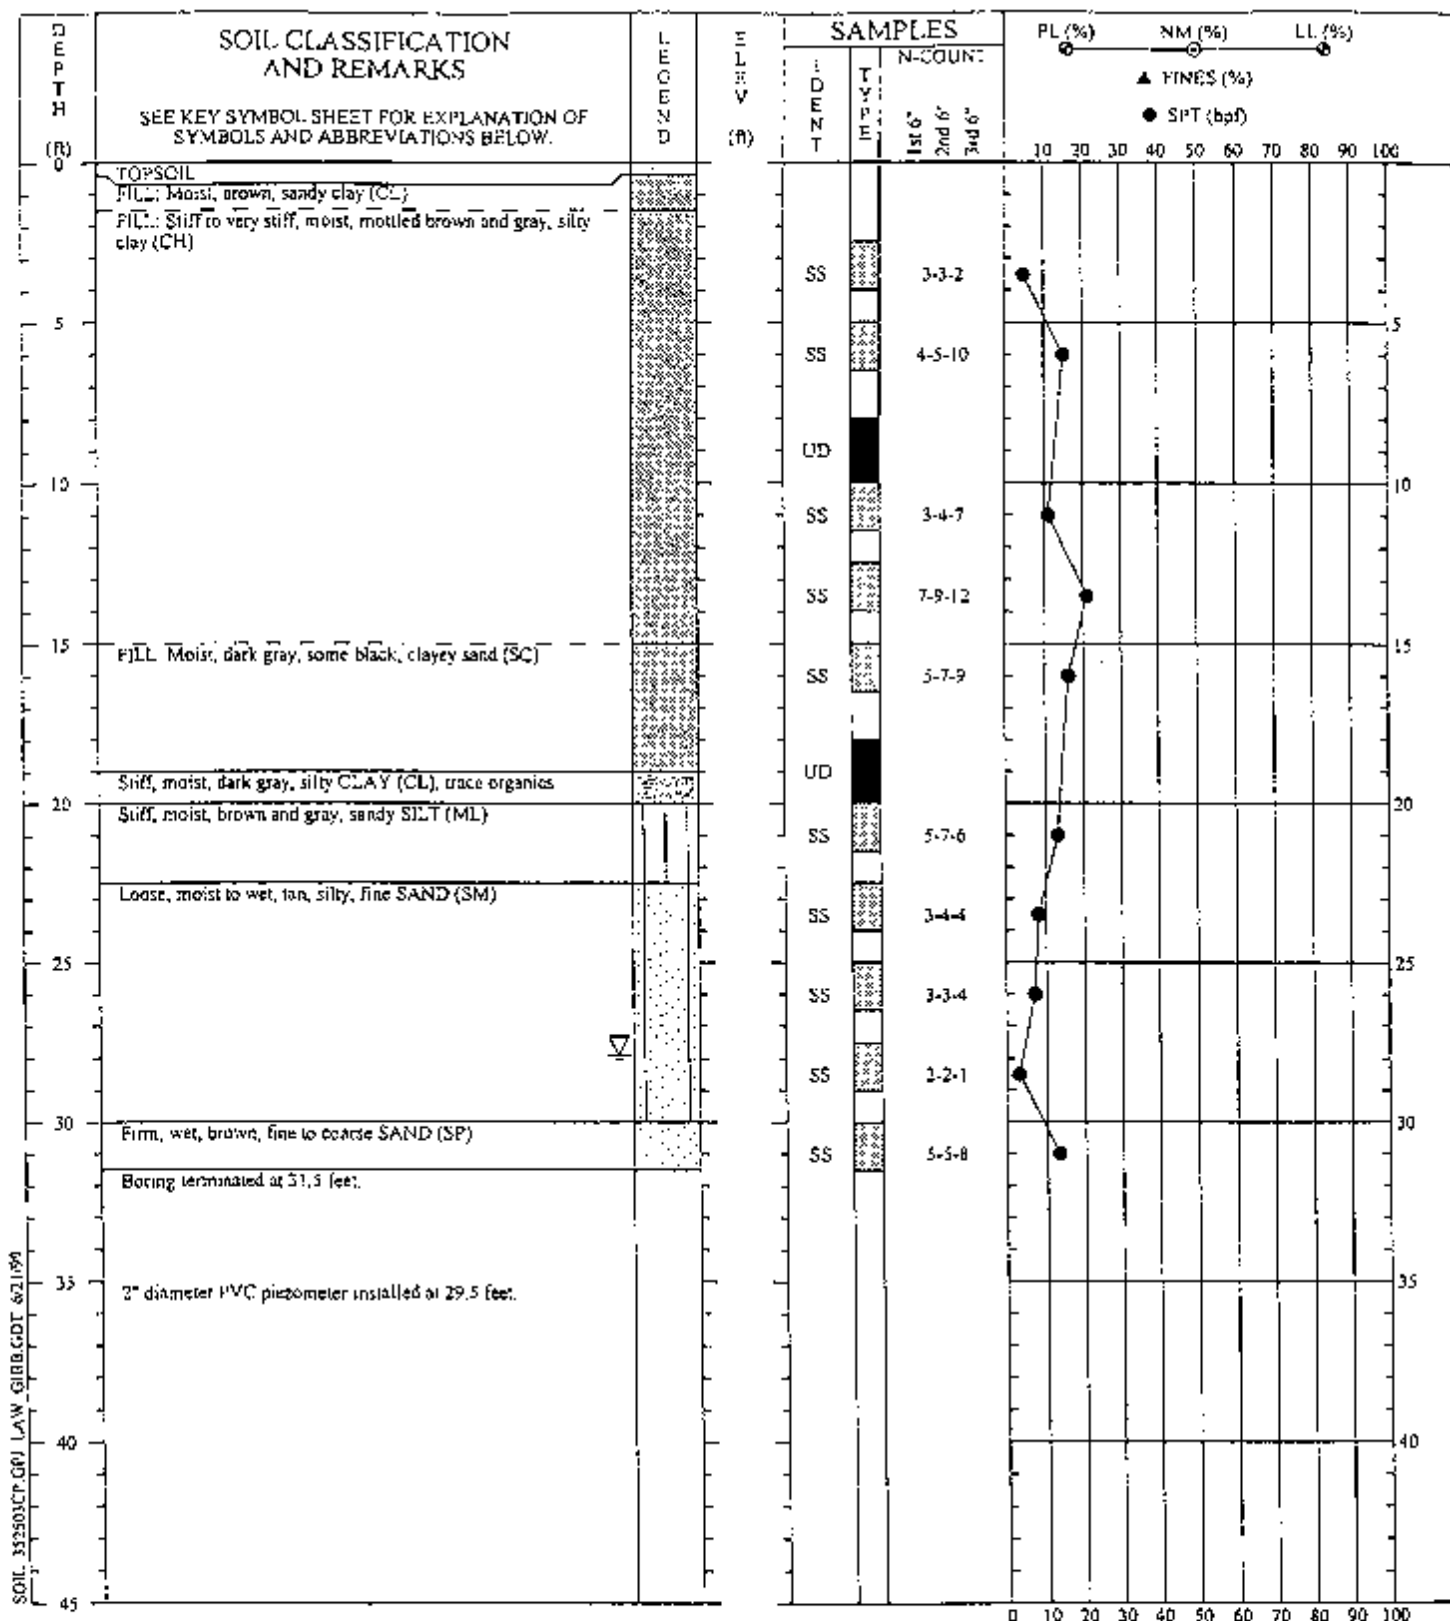 DEPTH (ft)
SOIL CLASSIFICATION
AND REMARKS
SEE KEY SYMBOL SHEET FOR EXPLANATION OF
SYMBOLS AND ABBREVIATIONS BELOW.
LEGEND
ELEV (ft)
SAMPLES
IDENT
TYPE
N-COUNT
1st 6"
2nd 6"
3rd 6"
PL (%) NM (%) LL (%)
▲ FINES (%)
● SPT (bpf)
10 20 30 40 50 60 70 80 90 100
0
TOPSOIL
FILL: Moist, brown, sandy clay (CL)
FILL: Stiff to very stiff, moist, mottled brown and gray, silty
clay (CH)
SS 3-3-2
5 5
SS 4-5-10
UD
10 10
SS 3-4-7
SS 7-9-12
15 15
FILL: Moist, dark gray, some black, clayey sand (SC)
SS 5-7-9
UD
Stiff, moist, dark gray, silty CLAY (CL), trace organics
20 20
Stiff, moist, brown and gray, sandy SILT (ML)
SS 5-7-6
Loose, moist to wet, tan, silty, fine SAND (SM)
SS 3-4-4
25 25
SS 3-3-4
SS 2-2-1
30 30
Firm, wet, brown, fine to coarse SAND (SP)
SS 5-5-8
Boring terminated at 31.5 feet.
35 35
2" diameter PVC piezometer installed at 29.5 feet.
40 40
45
0 10 20 30 40 50 60 70 80 90 100
SOIL 352503CP.GPJ LAW_GIBB.GDT